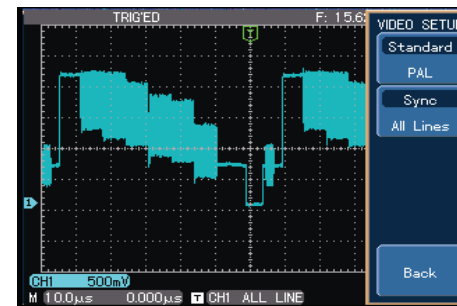 TRIG'ED F: 15.6
VIDEO SETU
Standard
PAL
Sync
All Lines
T
1
Back
CH1 500mV
M 10.0μs 0.000μs T CH1 ALL LINE